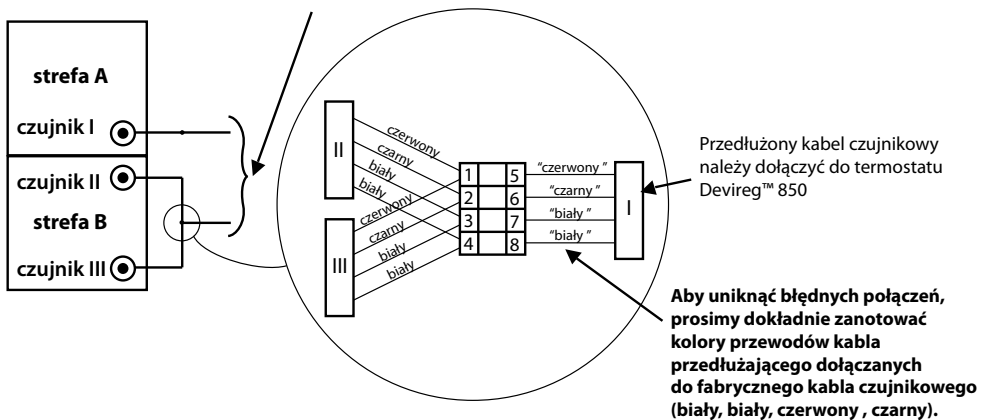 strefa A
czujnik I
czujnik II
strefa B
czujnik III
II
czerwony
czarny
biały
biały
III
czerwony
czarny
biały
biały
1
5
2
6
3
7
4
8
"czerwony "
"czarny "
"biały "
"biały "
I
Przedłużony kabel czujnikowy
należy dołączyć do termostatu
Devireg™ 850
Aby uniknąć błędnych połączeń,
prosimy dokładnie zanotować
kolory przewodów kabla
przedłużającego dołączanych
do fabrycznego kabla czujnikowego
(biały, biały, czerwony , czarny).